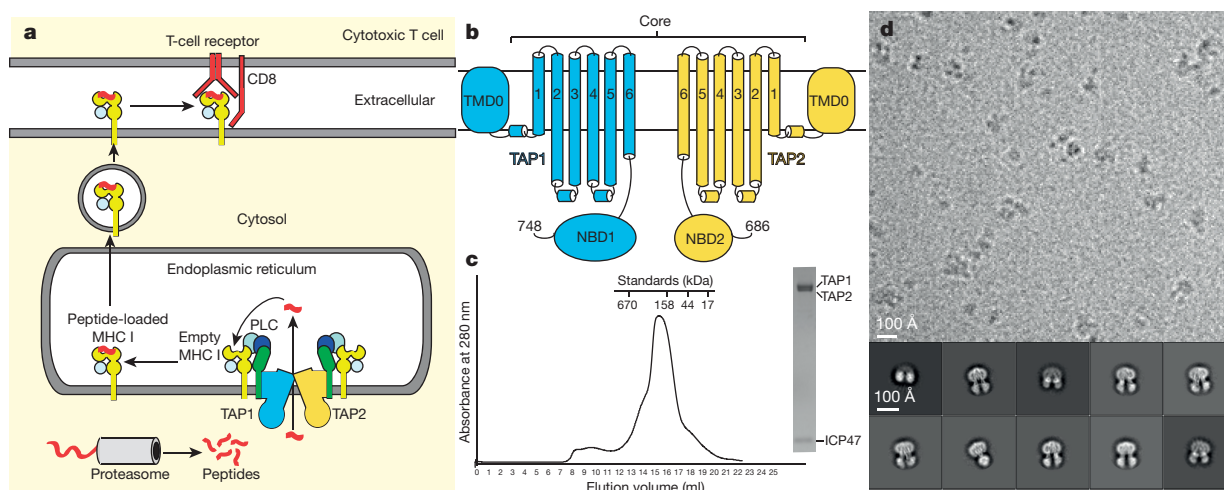 a
T-cell receptor
Cytotoxic T cell
CD8
Extracellular
Cytosol
Endoplasmic reticulum
Peptide-loaded
MHC I
Empty
MHC I
PLC
TAP1
TAP2
Proteasome
Peptides
b
Core
TMD0
1
2
3
4
5
6
6
5
4
3
2
1
TMD0
TAP1
TAP2
748
NBD1
NBD2
686
c
Standards (kDa)
670 158 44 17
Absorbance at 280 nm
0 1 2 3 4 5 6 7 8 9 10 11 12 13 14 15 16 17 18 19 20 21 22 23 24 25
Elution volume (ml)
TAP1
TAP2
ICP47
d
100 Å
100 Å